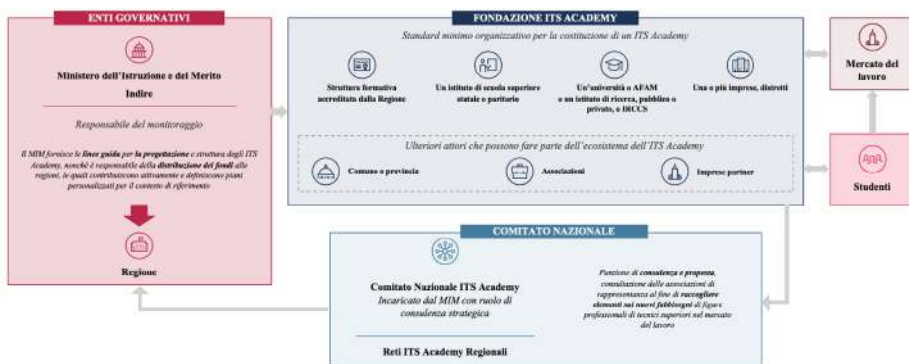 ENTI GOVERNATIVI
Ministero dell'Istruzione e del Merito
Indire
Responsabile del monitoraggio
Il MIM fornisce le linee guida per la progettazione e struttura degli ITS
Academy, nonché è responsabile della distribuzione dei fondi alle
regioni, le quali contribuiscono attivamente e definiscono piani
personalizzati per il contesto di riferimento
Regione
FONDAZIONE ITS ACADEMY
Standard minimo organizzativo per la costituzione di un ITS Academy
Struttura formativa
accreditata dalla Regione
Un istituto di scuola superiore
statale o paritario
Un'università o AFAM
o un istituto di ricerca, pubblico o
privato, o IRCCS
Una o più imprese, distretti
Ulteriori attori che possono fare parte dell'ecosistema dell'ITS Academy
Comune o provincia
Associazioni
Imprese partner
Mercato del
lavoro
Studenti
COMITATO NAZIONALE
Comitato Nazionale ITS Academy
Incaricato dal MIM con ruolo di
consulenza strategica
Reti ITS Academy Regionali
Funzione di consulenza e proposta,
consultazione delle associazioni di
rappresentanza al fine di raccogliere
elementi sui nuovi fabbisogni di figure
professionali di tecnici superiori nel mercato
del lavoro